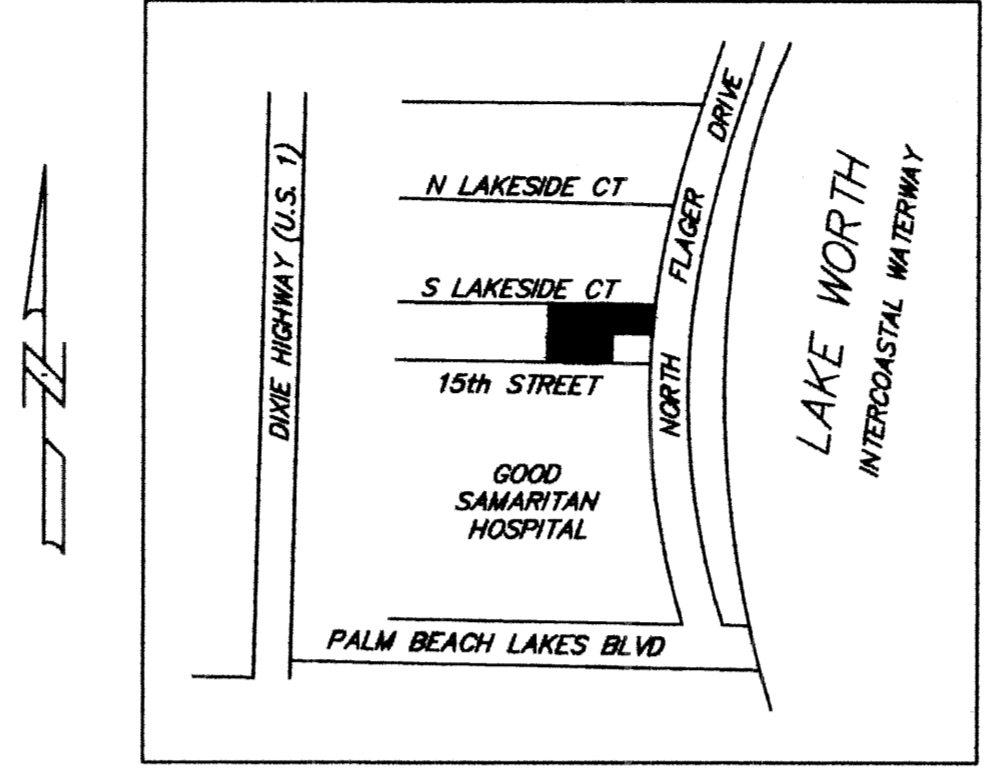 N
DIXIE HIGHWAY (U.S. 1)
N LAKESIDE CT
S LAKESIDE CT
15th STREET
GOOD
SAMARITAN
HOSPITAL
PALM BEACH LAKES BLVD
NORTH FLAGER DRIVE
LAKE WORTH
INTERCOASTAL WATERWAY